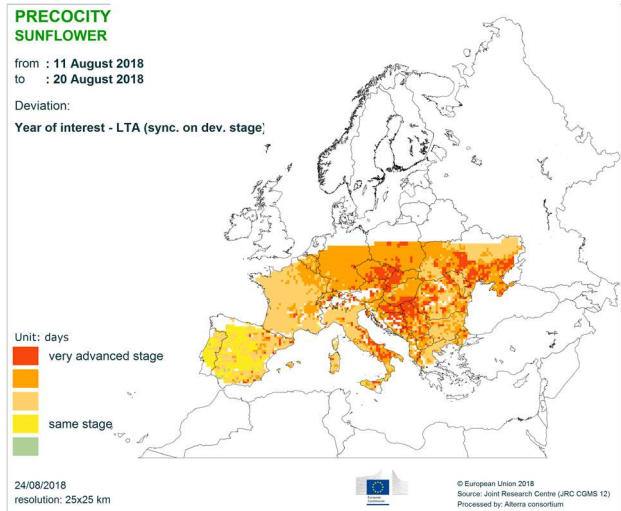 PRECOCITY
SUNFLOWER
from : 11 August 2018
to : 20 August 2018
Deviation:
Year of interest - LTA (sync. on dev. stage)
Unit: days
very advanced stage
same stage
24/08/2018
resolution: 25x25 km
European
Commission
© European Union 2018
Source: Joint Research Centre (JRC CGMS 12)
Processed by: Alterra consortium